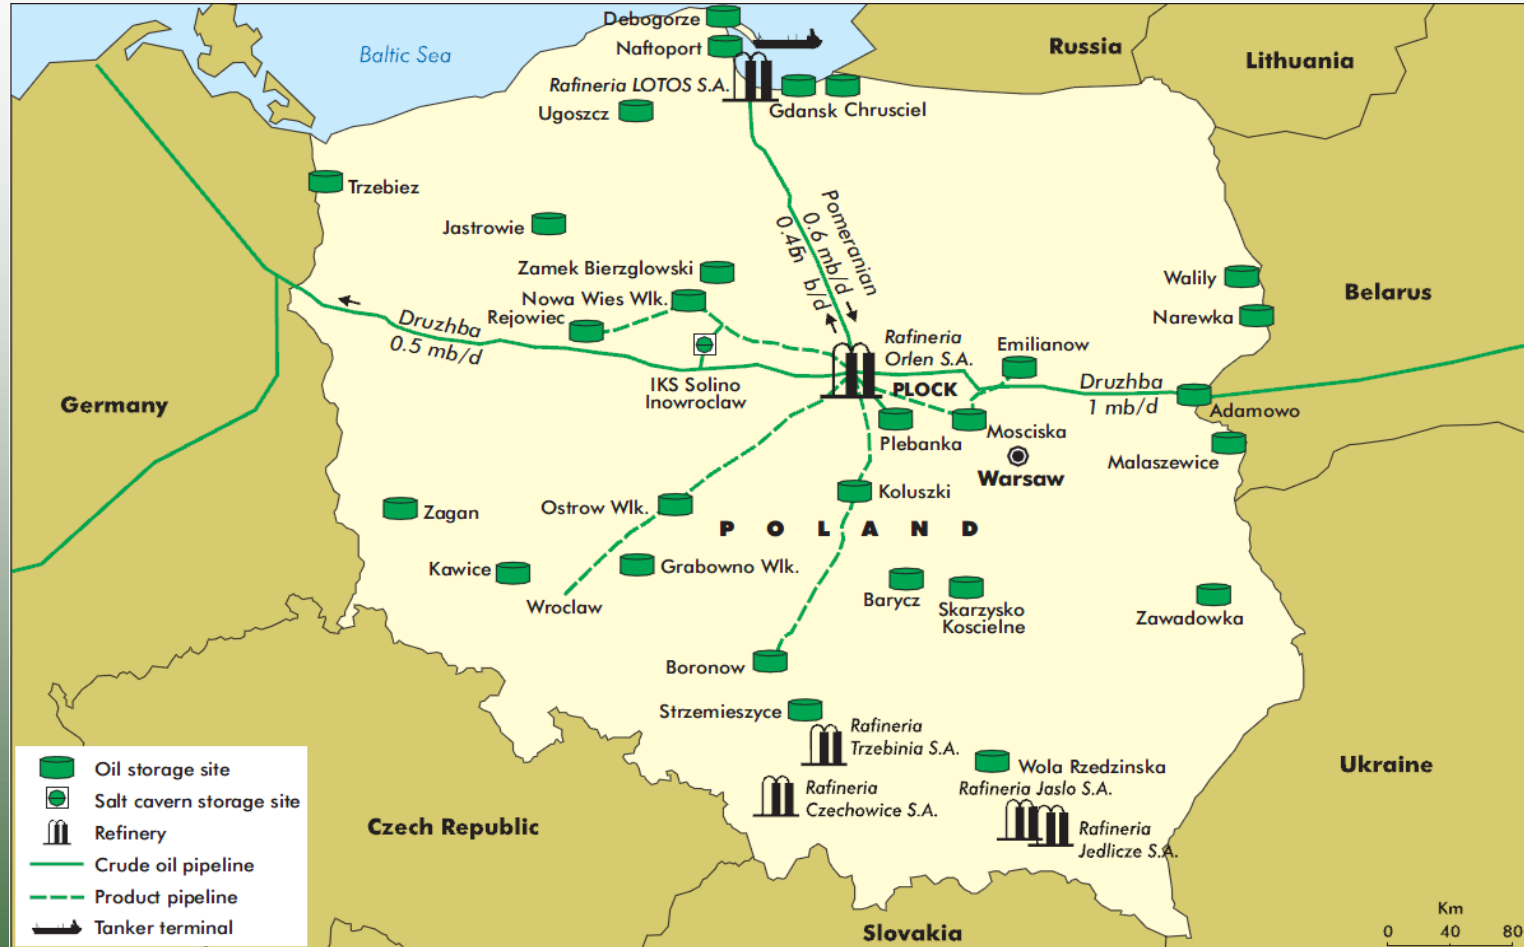 Debogorze
Baltic Sea
Naftoport
Russia
Lithuania
Rafineria LOTOS S.A.
Ugoszcz
Gdansk Chrusciel
Trzebiez
Jastrowie
Pomeranian
0.6 mb/d
Zamek Bierzglowski
Walily
Nowa Wies Wlk.
Belarus
Rejowiec
Narewka
Druzhba
0.5 mb/d
Rafineria
Orlen S.A.
Emilianow
IKS Solino
Inowroclaw
PLOCK
Druzhba
1 mb/d
Germany
Adamowo
Plebanka
Mosciska
Malaszewice
Warsaw
Koluszki
Zagan
Ostrow Wlk.
POLAND
Kawice
Grabowno Wlk.
Wroclaw
Barycz
Skarzysko
Koscielne
Zawadowka
Boronow
Strzemieszyce
Rafineria
Trzebinia S.A.
Wola Rzedzinska
Ukraine
Rafineria
Czechowice S.A.
Rafineria Jaslo S.A.
Rafineria
Jedlicze S.A.
Czech Republic
Slovakia
Oil storage site
Salt cavern storage site
Refinery
Crude oil pipeline
Product pipeline
Tanker terminal
Km
0 40 80